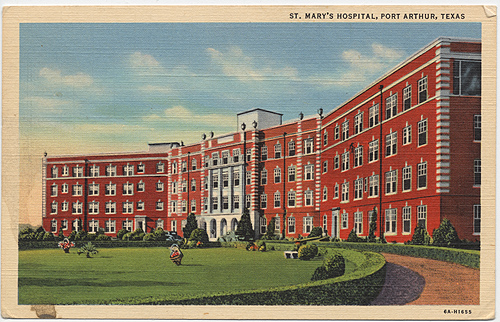 ST. MARY'S HOSPITAL, PORT ARTHUR, TEXAS
6A-H1655